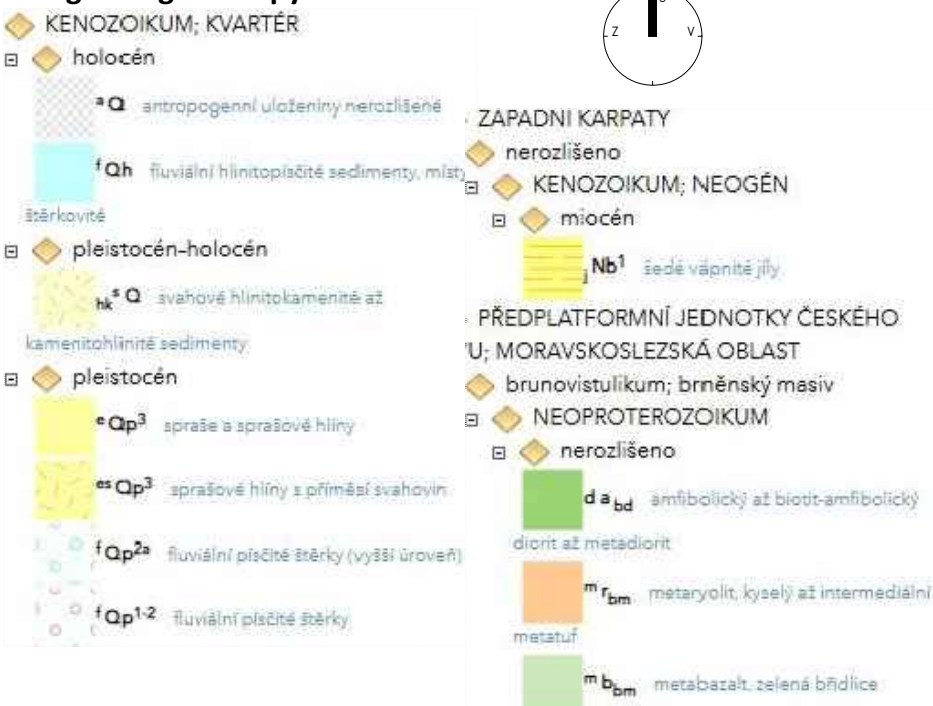 KENOZOIKUM; KVARTÉR
holocén
a Q antropogenní uloženiny nerozlišené
f Qh fluviální hlinitopísčité sedimenty, místy
štěrkovité
pleistocén-holocén
hk s Q svahové hlinitokamenité až
kamenitohlinité sedimenty
pleistocén
e Qp3 spraše a sprašové hlíny
es Qp3 sprašové hlíny s příměsí svahovin
f Qp2a fluviální písčité štěrky (vyšší úroveň)
f Qp1-2 fluviální písčité štěrky
Z V
ZÁPADNI KARPATY
nerozlišeno
KENOZOIKUM; NEOGÉN
miocén
j Nb1 šedé vápnité jíly
PŘEDPLATFORMNÍ JEDNOTKY ČESKÉHO
VU; MORAVSKOSLEZSKÁ OBLAST
brunovistulikum; brněnský masiv
NEOPROTEROZOIKUM
nerozlišeno
d a bd amfibolický až biotit-amfibolický
diorit až metadiorit
m r bm metaryolit, kyselý až intermediální
metatuf
m b bm metabazalt, zelená břidlice